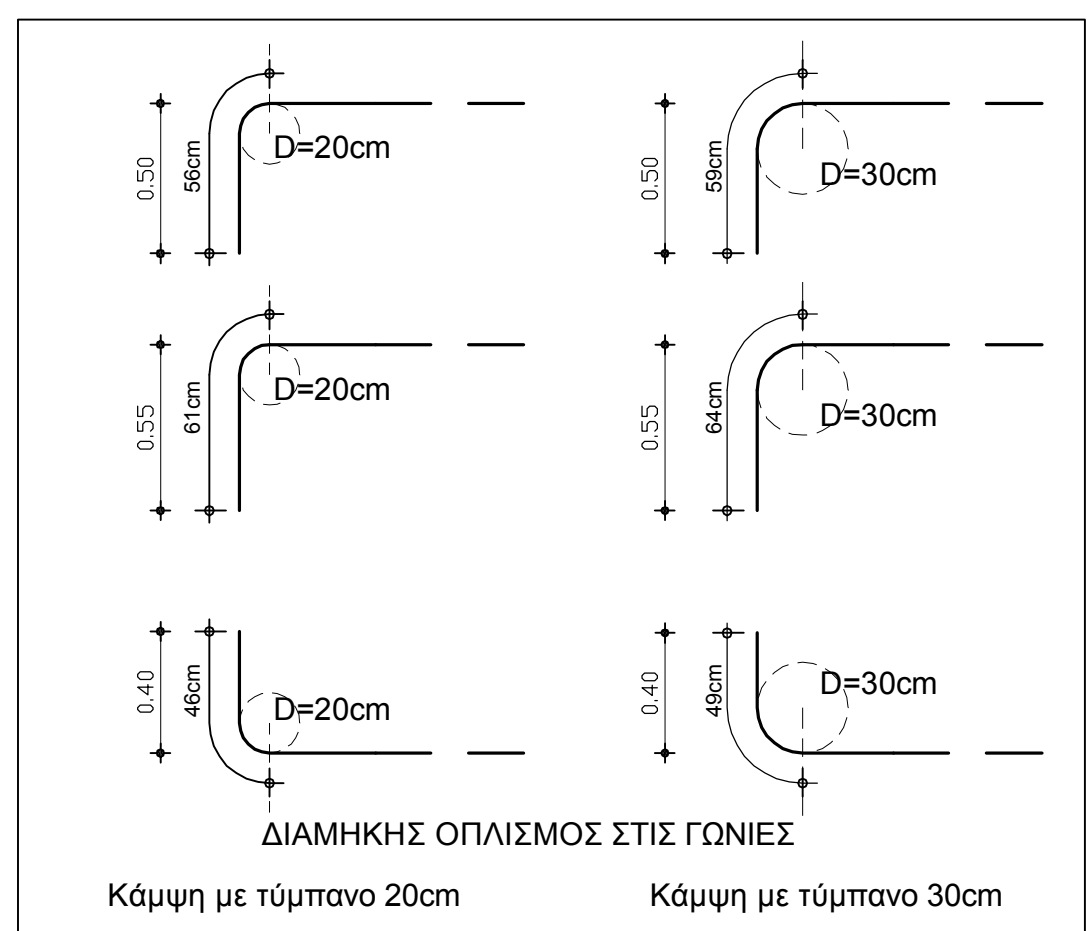 0.50
56cm
D=20cm
0.50
59cm
D=30cm
0.55
61cm
D=20cm
0.55
64cm
D=30cm
0.40
46cm
D=20cm
0.40
49cm
D=30cm
ΔΙΑΜΗΚΗΣ ΟΠΛΙΣΜΟΣ ΣΤΙΣ ΓΩΝΙΕΣ
Κάμψη με τύμπανο 20cm
Κάμψη με τύμπανο 30cm